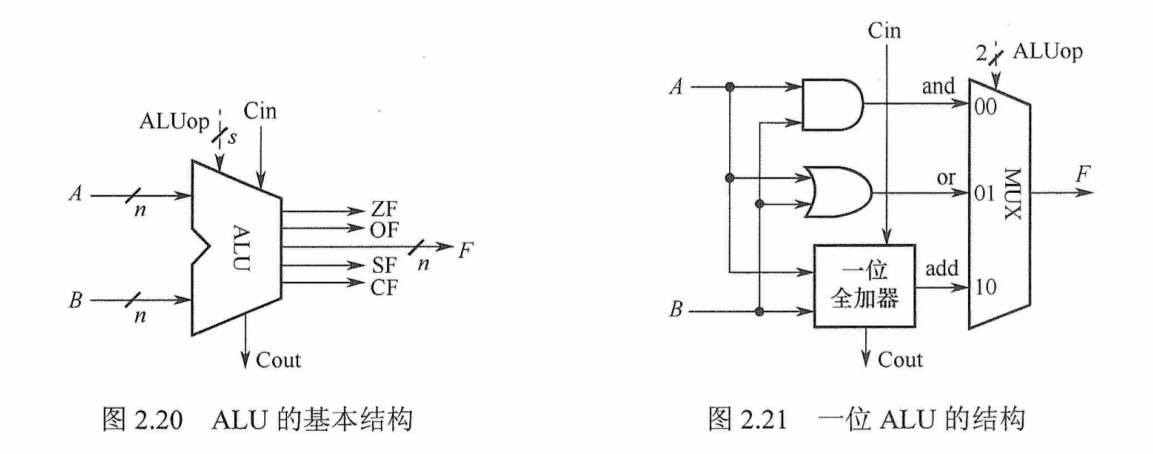 ALUop
s
Cin
A
n
B
n
ALU
ZF
OF
n
F
SF
CF
Cout
图 2.20 ALU 的基本结构
Cin
2
ALUop
A
and
00
or
01
MUX
F
一位
全加器
add
10
B
Cout
图 2.21 一位 ALU 的结构